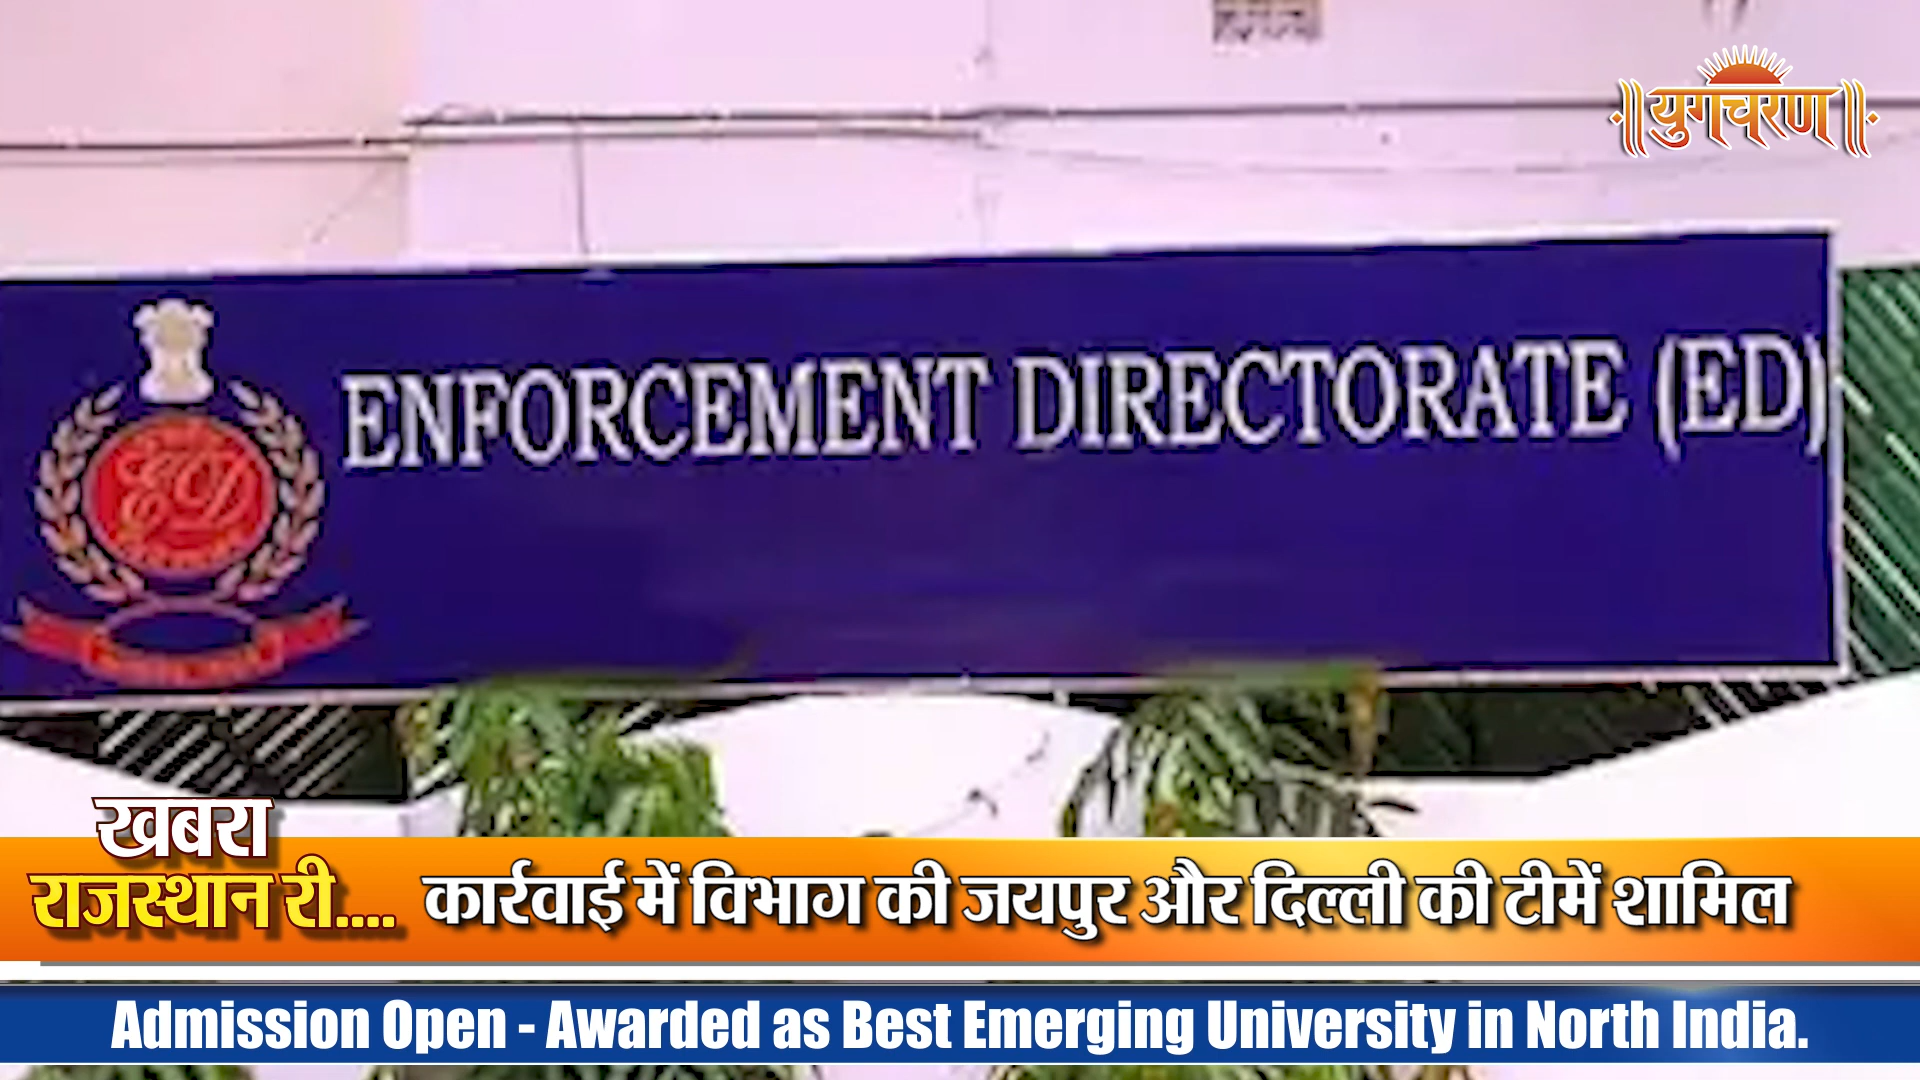 युगचरण
ENFORCEMENT DIRECTORATE (ED)
खबरा
राजस्थान री....
कार्रवाई में विभाग की जयपुर और दिल्ली की टीमें शामिल
Admission Open - Awarded as Best Emerging University in North India.